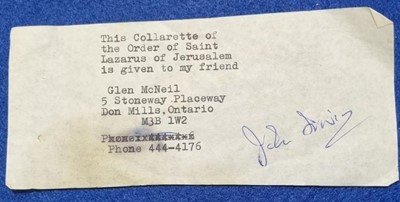 This Collarette of
the Order of Saint
Lazarus of Jerusalem
is given to my friend
Glen McNeil
5 Stoneway Placeway
Don Mills, Ontario
M3B 1W2
Phone 444-4176
John